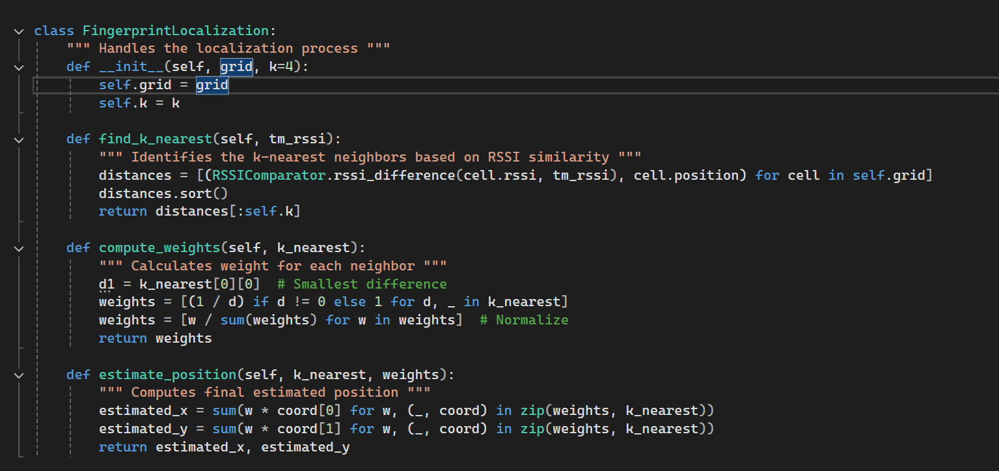 class FingerprintLocalization:
    """ Handles the localization process """
    def __init__(self, grid, k=4):
        self.grid = grid
        self.k = k

    def find_k_nearest(self, tm_rssi):
        """ Identifies the k-nearest neighbors based on RSSI similarity """
        distances = [(RSSIComparator.rssi_difference(cell.rssi, tm_rssi), cell.position) for cell in self.grid]
        distances.sort()
        return distances[:self.k]

    def compute_weights(self, k_nearest):
        """ Calculates weight for each neighbor """
        d1 = k_nearest[0][0]  # Smallest difference
        weights = [(1 / d) if d != 0 else 1 for d, _ in k_nearest]
        weights = [w / sum(weights) for w in weights]  # Normalize
        return weights

    def estimate_position(self, k_nearest, weights):
        """ Computes final estimated position """
        estimated_x = sum(w * coord[0] for w, (_, coord) in zip(weights, k_nearest))
        estimated_y = sum(w * coord[1] for w, (_, coord) in zip(weights, k_nearest))
        return estimated_x, estimated_y